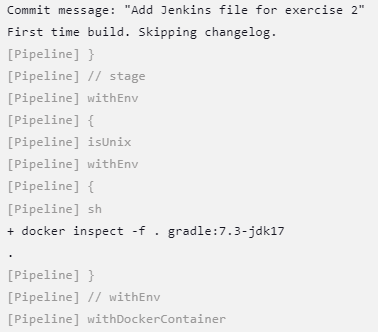 Commit message: "Add Jenkins file for exercise 2"
First time build. Skipping changelog.
[Pipeline] }
[Pipeline] // stage
[Pipeline] withEnv
[Pipeline] {
[Pipeline] isUnix
[Pipeline] withEnv
[Pipeline] {
[Pipeline] sh
+ docker inspect -f . gradle:7.3-jdk17
.
[Pipeline] }
[Pipeline] // withEnv
[Pipeline] withDockerContainer